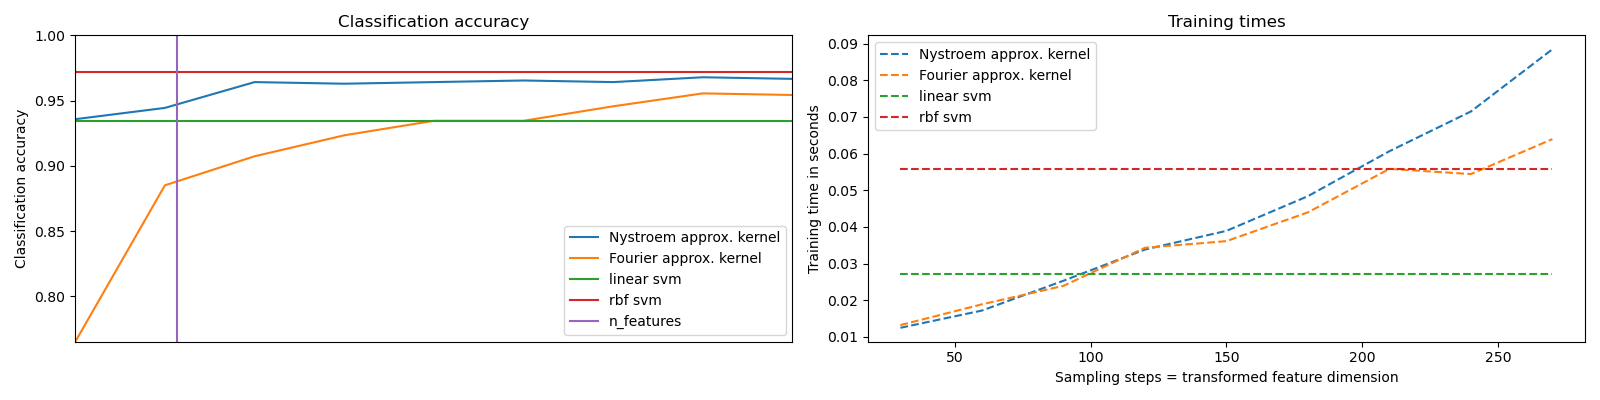 Classification accuracy
Classification accuracy
1.00
0.95
0.90
0.85
0.80
Nystroem approx. kernel
Fourier approx. kernel
linear svm
rbf svm
n_features
Training times
Training time in seconds
0.09
0.08
0.07
0.06
0.05
0.04
0.03
0.02
0.01
Nystroem approx. kernel
Fourier approx. kernel
linear svm
rbf svm
50
100
150
200
250
Sampling steps = transformed feature dimension